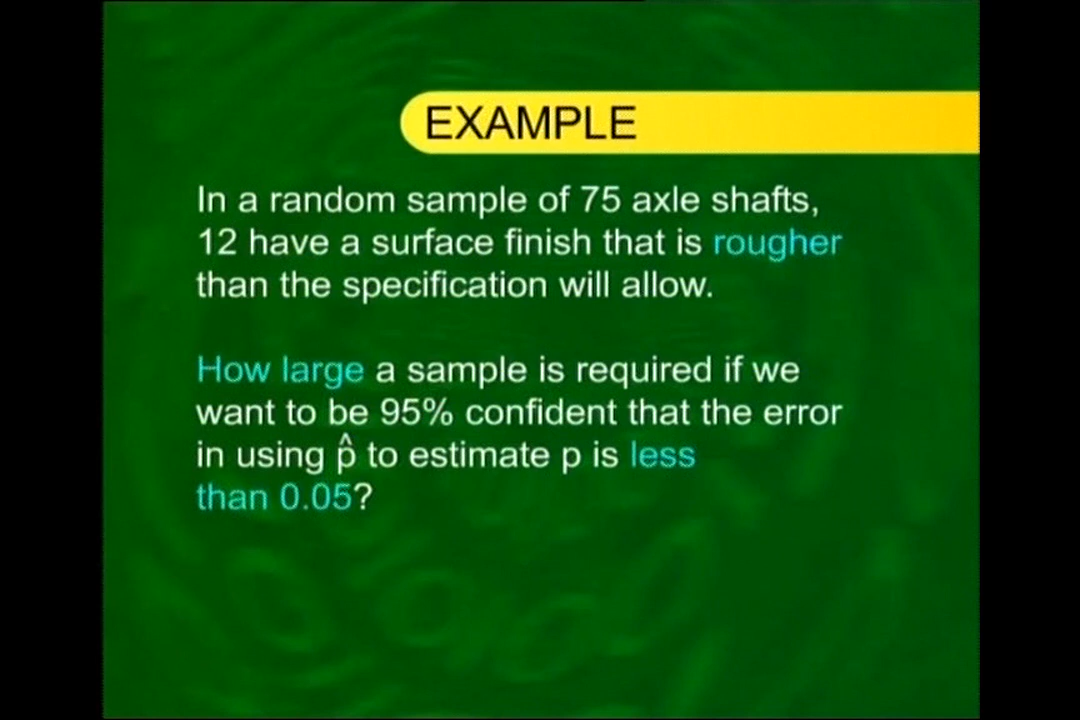 EXAMPLE
In a random sample of 75 axle shafts,
12 have a surface finish that is rougher
than the specification will allow.
How large a sample is required if we
want to be 95% confident that the error
in using p̂ to estimate p is less
than 0.05?